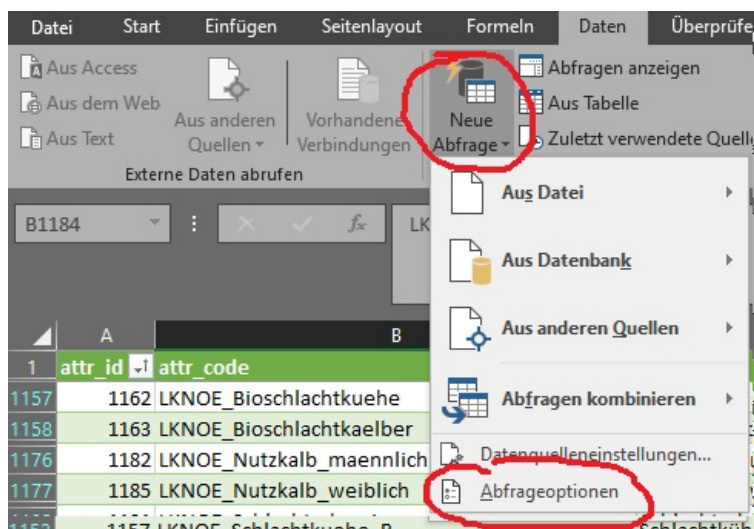 Datei Start Einfügen Seitenlayout Formeln Daten Überprüfe
Aus Access
Aus dem Web
Aus Text
Aus anderen Quellen
Vorhandene Verbindungen
Externe Daten abrufen
Neue Abfrage
Abfragen anzeigen
Aus Tabelle
Zuletzt verwendete Quelle
B1184 fx LK
Aus Datei
Aus Datenbank
Aus anderen Quellen
Abfragen kombinieren
Datenquelleneinstellungen...
Abfrageoptionen
A B
1 attr_id attr_code
1157 1162 LKNOE_Bioschlachtkuehe
1158 1163 LKNOE_Bioschlachtkaelber
1176 1182 LKNOE_Nutzkalb_maennlich
1177 1185 LKNOE_Nutzkalb_weiblich